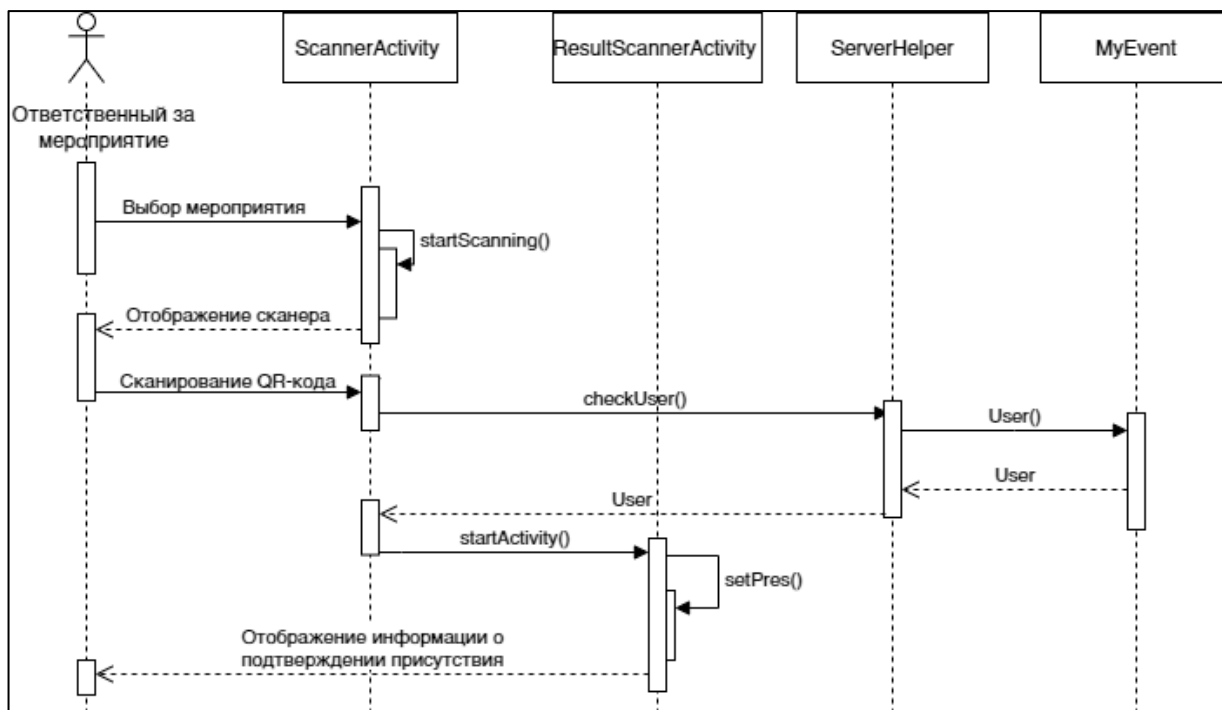 ScannerActivity
ResultScannerActivity
ServerHelper
MyEvent
Ответственный за
мероприятие
Выбор мероприятия
startScanning()
Отображение сканера
Сканирование QR-кода
checkUser()
User()
User
User
startActivity()
setPres()
Отображение информации о
подтверждении присутствия